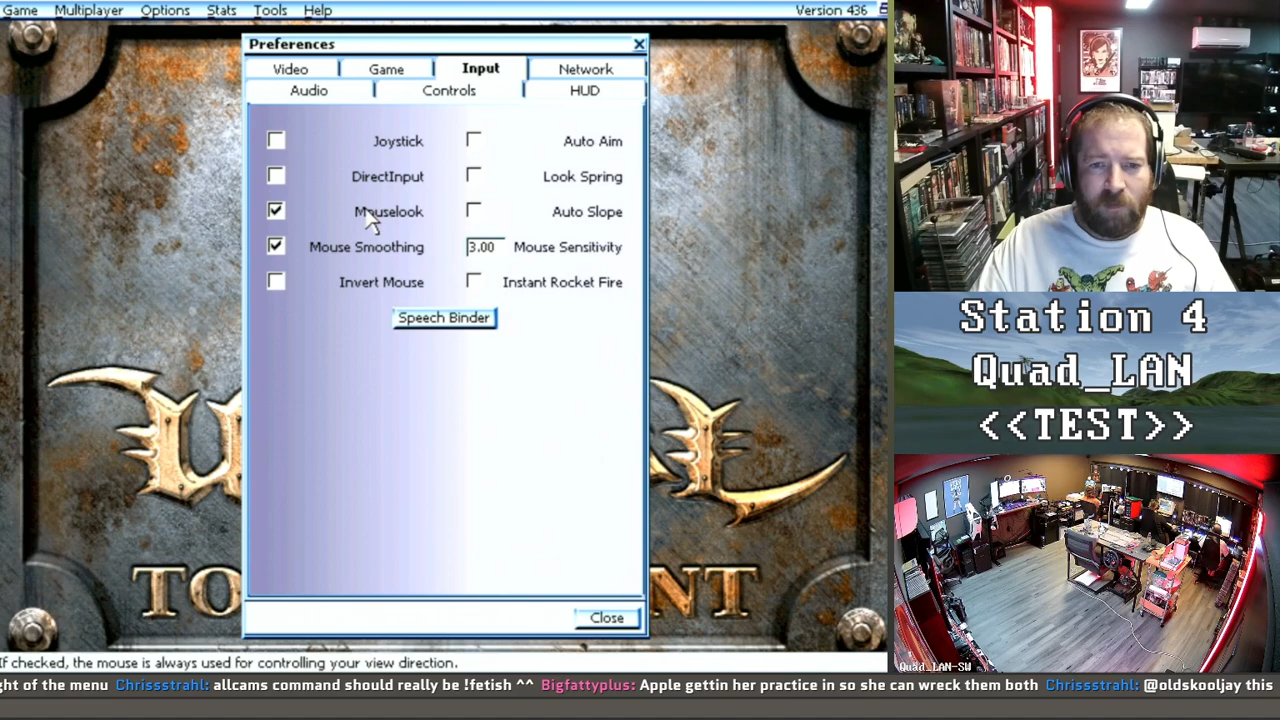 Game Multiplayer Options Stats Tools Help Version 436
Preferences
Video Game Input Network
Audio Controls HUD
Joystick Auto Aim
DirectInput Look Spring
Mouselook Auto Slope
Mouse Smoothing 3.00 Mouse Sensitivity
Invert Mouse Instant Rocket Fire
Speech Binder
TO NT
Close
If checked, the mouse is always used for controlling your view direction.
Station 4
Quad_LAN
<<TEST>>
Quad_LAN-SW
ght of the menu Chrissstrahl: allcams command should really be !fetish ^^ Bigfattyplus: Apple gettin her practice in so she can wreck them both Chrissstrahl: @oldskooljay this